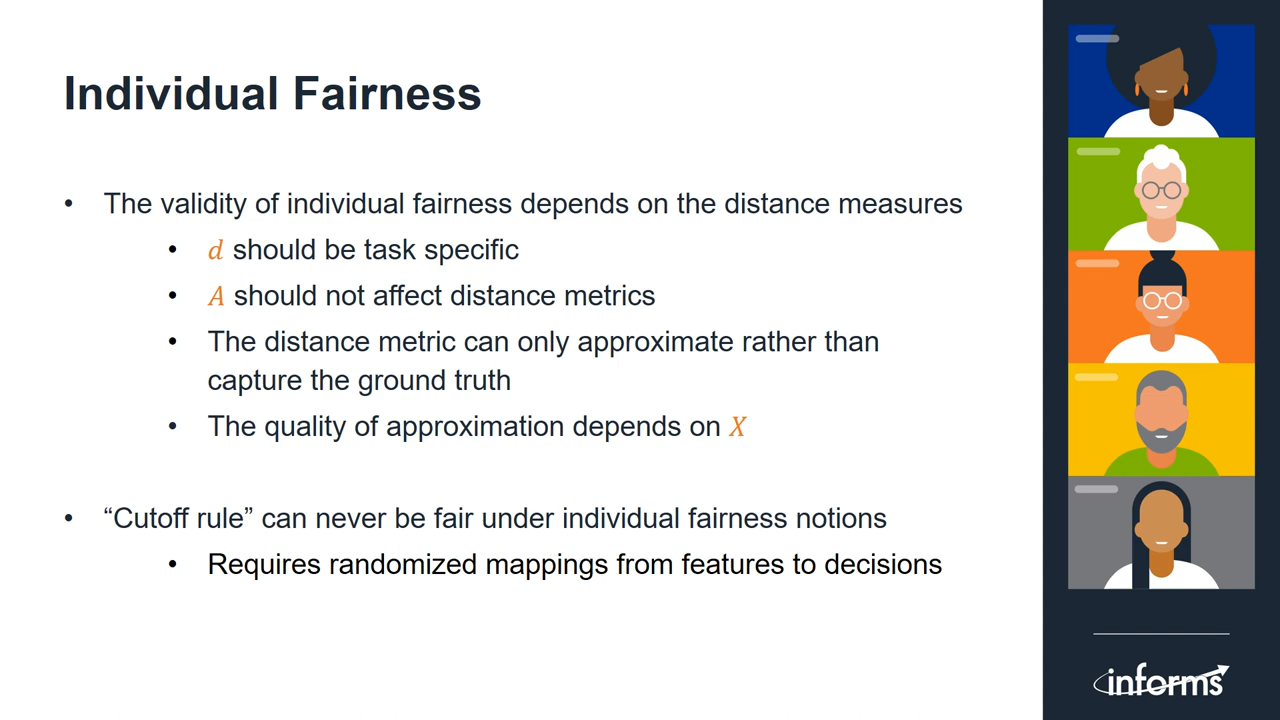 Individual Fairness
• The validity of individual fairness depends on the distance measures
• d should be task specific
• A should not affect distance metrics
• The distance metric can only approximate rather than
capture the ground truth
• The quality of approximation depends on X
• “Cutoff rule” can never be fair under individual fairness notions
• Requires randomized mappings from features to decisions
informs